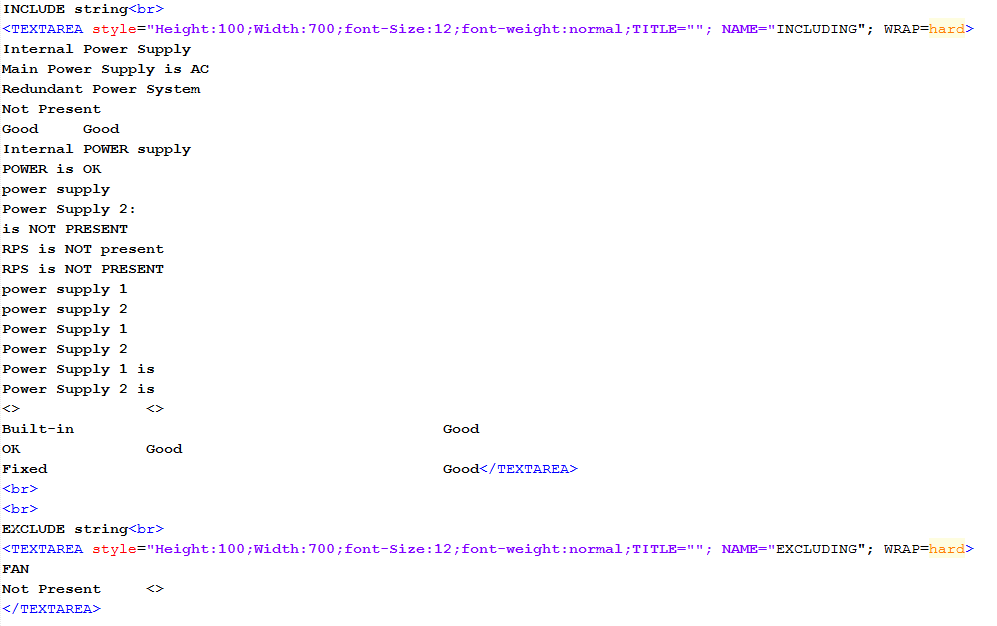 INCLUDE string<br>
<TEXTAREA style="Height:100;Width:700;font-Size:12;font-weight:normal;TITLE=""; NAME="INCLUDING"; WRAP=hard>
Internal Power Supply
Main Power Supply is AC
Redundant Power System
Not Present
Good     Good
Internal POWER supply
POWER is OK
power supply
Power Supply 2:
is NOT PRESENT
RPS is NOT present
RPS is NOT PRESENT
power supply 1
power supply 2
Power Supply 1
Power Supply 2
Power Supply 1 is
Power Supply 2 is
<>              <>
Built-in                                         Good
OK              Good
Fixed                                            Good</TEXTAREA>
<br>
<br>
EXCLUDE string<br>
<TEXTAREA style="Height:100;Width:700;font-Size:12;font-weight:normal;TITLE=""; NAME="EXCLUDING"; WRAP=hard>
FAN
Not Present     <>
</TEXTAREA>